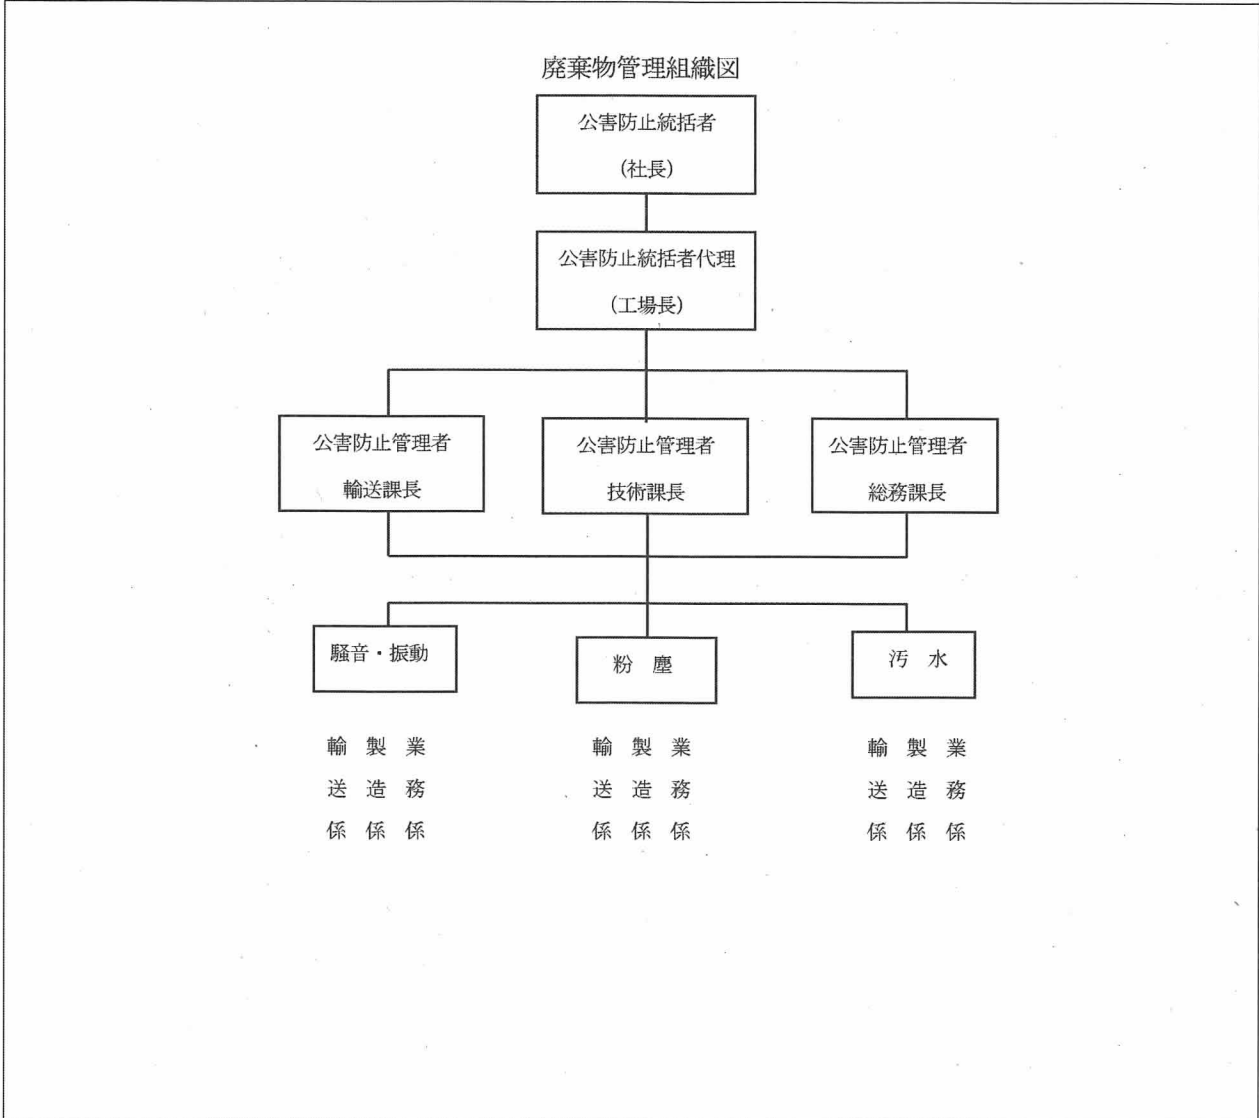 廃棄物管理組織図
公害防止統括者
(社長)
公害防止統括者代理
(工場長)
公害防止管理者
輸送課長
公害防止管理者
技術課長
公害防止管理者
総務課長
騒音・振動
粉　塵
汚　水
輸送係
製造係
業務係
輸送係
製造係
業務係
輸送係
製造係
業務係